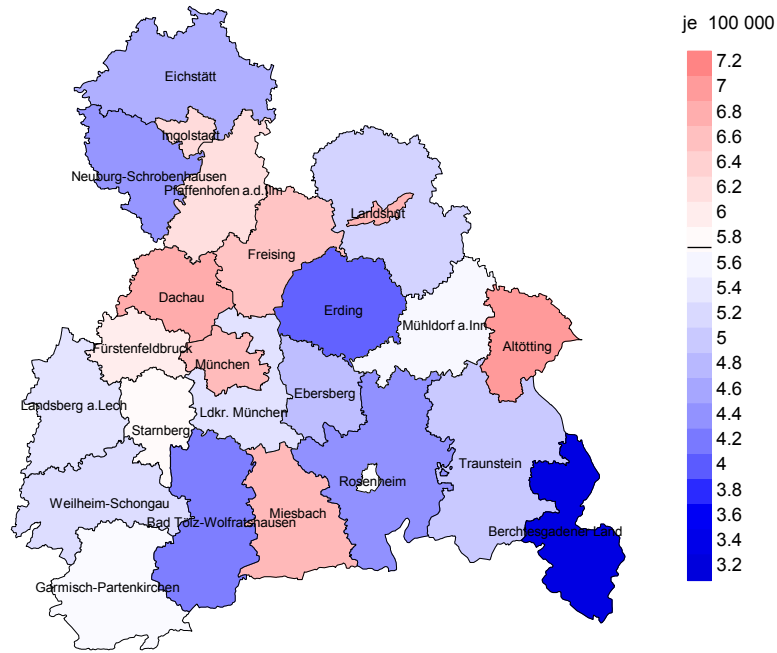 je 100 000
7.2
7
6.8
6.6
6.4
6.2
6
5.8
5.6
5.4
5.2
5
4.8
4.6
4.4
4.2
4
3.8
3.6
3.4
3.2
Eichstätt
Ingolstadt
Neuburg-Schrobenhausen
Pfaffenhofen a.d.Ilm
Landshut
Freising
Dachau
Erding
Mühldorf a.Inn
Altötting
Fürstenfeldbruck
München
Ebersberg
Landsberg a.Lech
Ldkr. München
Starnberg
Traunstein
Rosenheim
Weilheim-Schongau
Miesbach
Bad Tölz-Wolfratshausen
Berchtesgadener Land
Garmisch-Partenkirchen